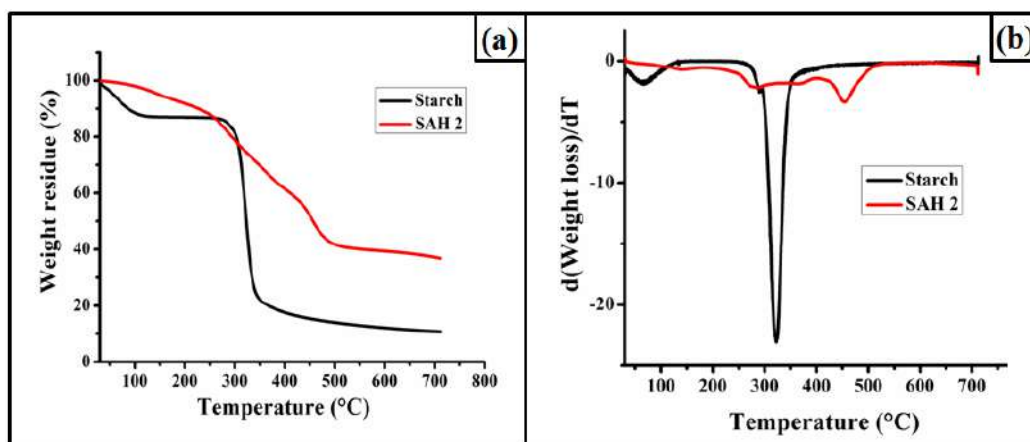 (a)
Weight residue (%)
100
80
60
40
20
0
Starch
SAH 2
0 100 200 300 400 500 600 700 800
Temperature (°C)
(b)
d(Weight loss)/dT
0
-10
-20
Starch
SAH 2
100 200 300 400 500 600 700
Temperature (°C)